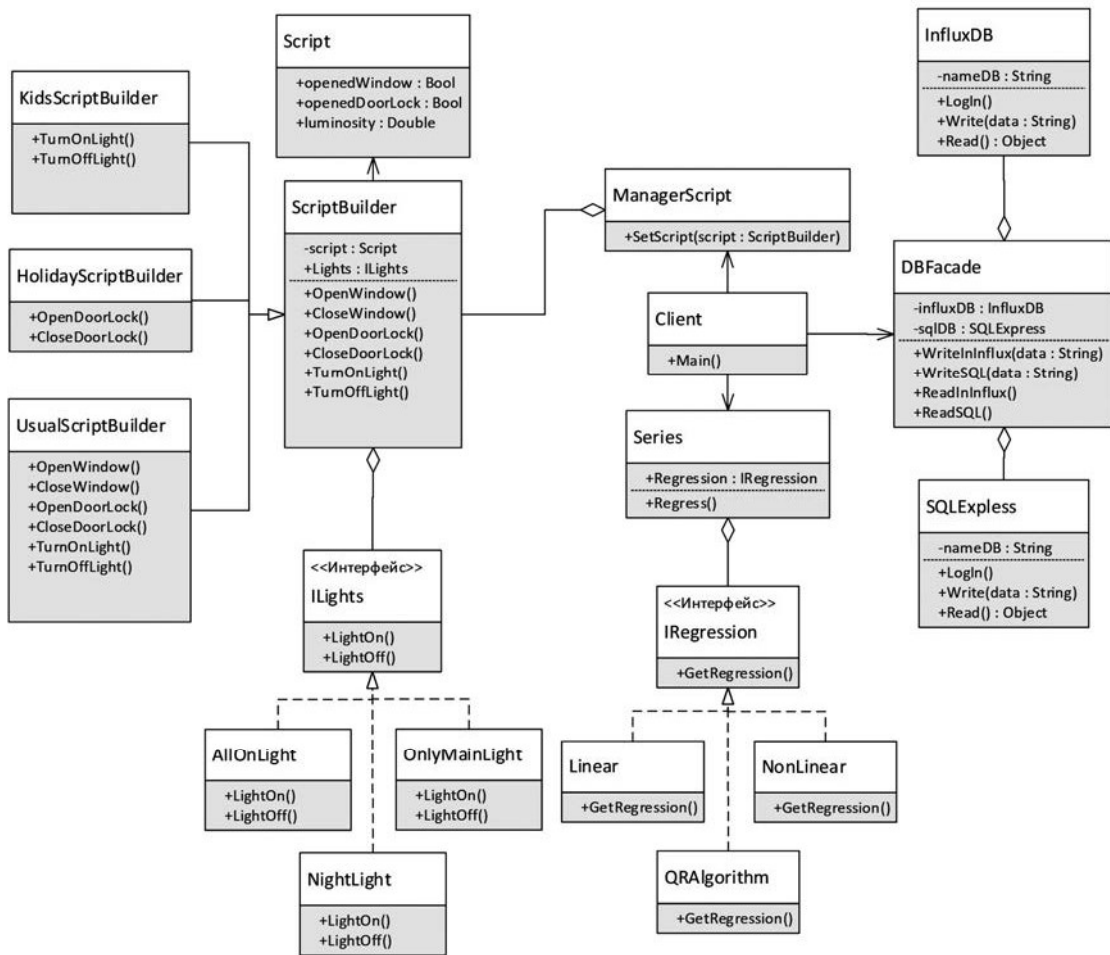 Script
+openedWindow : Bool
+openedDoorLock : Bool
+luminosity : Double
InfluxDB
-nameDB : String
+LogIn()
+Write(data : String)
+Read() : Object
KidsScriptBuilder
+TurnOnLight()
+TurnOffLight()
ScriptBuilder
-script : Script
+Lights : ILights
+OpenWindow()
+CloseWindow()
+OpenDoorLock()
+CloseDoorLock()
+TurnOnLight()
+TurnOffLight()
ManagerScript
+SetScript(script : ScriptBuilder)
HolidayScriptBuilder
+OpenDoorLock()
+CloseDoorLock()
DBFacade
-influxDB : InfluxDB
-sqlDB : SQLExpress
+WriteInInflux(data : String)
+WriteSQL(data : String)
+ReadInInflux()
+ReadSQL()
Client
+Main()
UsualScriptBuilder
+OpenWindow()
+CloseWindow()
+OpenDoorLock()
+CloseDoorLock()
+TurnOnLight()
+TurnOffLight()
Series
+Regression : IRegression
+Regress()
SQLExpless
-nameDB : String
+LogIn()
+Write(data : String)
+Read() : Object
<<Интерфейс>>
ILights
+LightOn()
+LightOff()
<<Интерфейс>>
IRegression
+GetRegression()
AllOnLight
+LightOn()
+LightOff()
OnlyMainLight
+LightOn()
+LightOff()
Linear
+GetRegression()
NonLinear
+GetRegression()
NightLight
+LightOn()
+LightOff()
QRAlgorithm
+GetRegression()